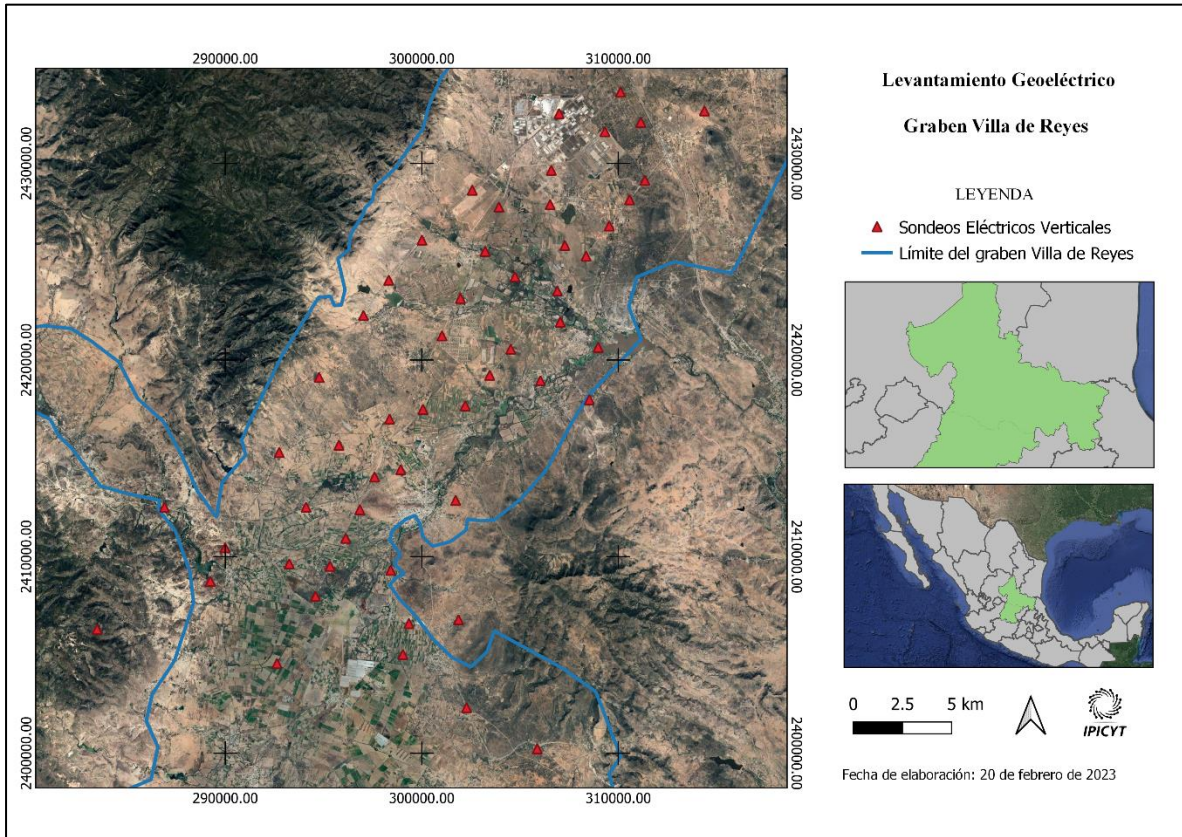 290000.00
300000.00
310000.00
2430000.00
2430000.00
2420000.00
2420000.00
2410000.00
2410000.00
2400000.00
2400000.00
290000.00
300000.00
310000.00
Levantamiento Geoeléctrico
Graben Villa de Reyes
LEYENDA
Sondeos Eléctricos Verticales
Límite del graben Villa de Reyes
0 2.5 5 km
IPICYT
Fecha de elaboración: 20 de febrero de 2023